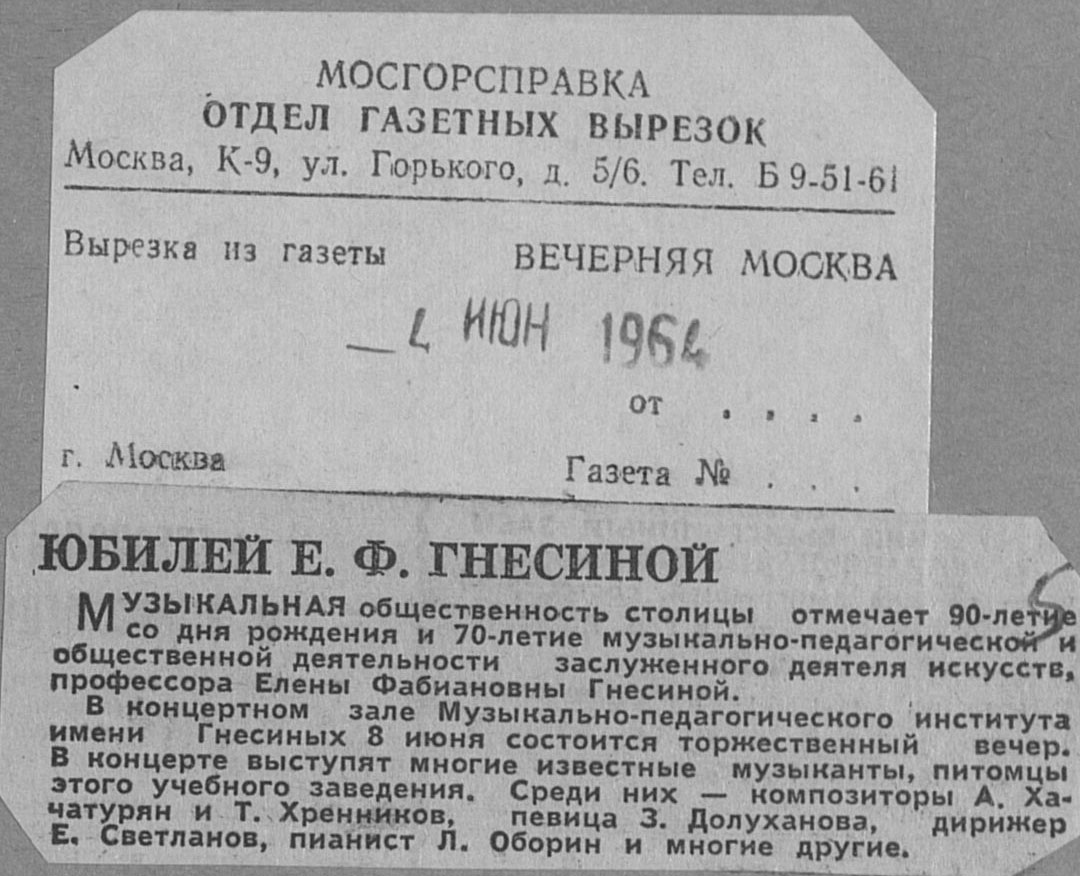 МОСГОРСПРАВКА
ОТДЕЛ ГАЗЕТНЫХ ВЫРЕЗОК
Москва, К-9, ул. Горького, д. 5/6. Тел. Б 9-51-61
Вырезка из газеты ВЕЧЕРНЯЯ МОСКВА
— 4 ИЮН 1964
от . . . .
г. Москва Газета № . . .
ЮБИЛЕЙ Е. Ф. ГНЕСИНОЙ
МУЗЫКАЛЬНАЯ общественность столицы отмечает 90-летие
со дня рождения и 70-летие музыкально-педагогической и
общественной деятельности заслуженного деятеля искусств,
профессора Елены Фабиановны Гнесиной.
В концертном зале Музыкально-педагогического института
имени Гнесиных 8 июня состоится торжественный вечер.
В концерте выступят многие известные музыканты, питомцы
этого учебного заведения. Среди них — композиторы А. Ха-
чатурян и Т. Хренников, певица З. Долуханова, дирижер
Е. Светланов, пианист Л. Оборин и многие другие.